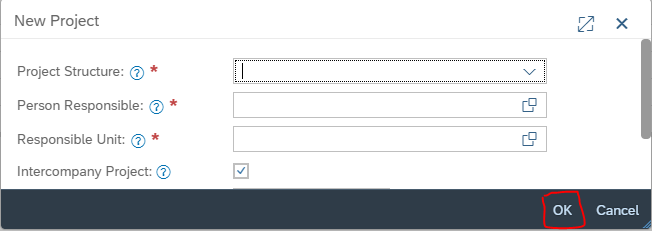 New Project
Project Structure: ? *
Person Responsible: ? *
Responsible Unit: ? *
Intercompany Project: ?
OK Cancel